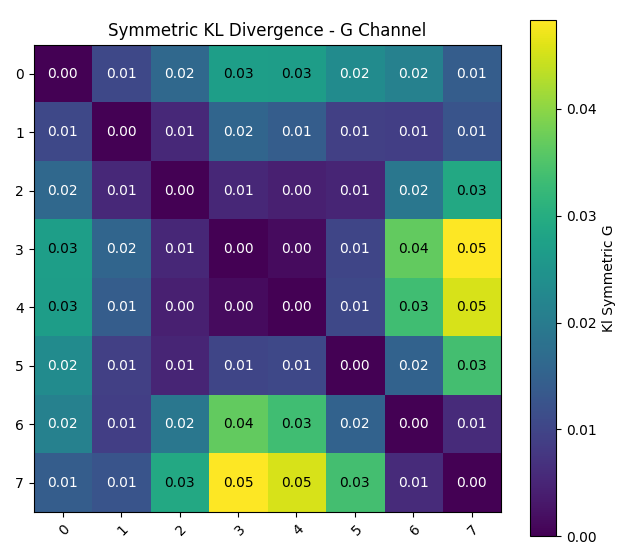 Symmetric KL Divergence - G Channel
0 0.00 0.01 0.02 0.03 0.03 0.02 0.02 0.01
1 0.01 0.00 0.01 0.02 0.01 0.01 0.01 0.01
2 0.02 0.01 0.00 0.01 0.00 0.01 0.02 0.03
3 0.03 0.02 0.01 0.00 0.00 0.01 0.04 0.05
4 0.03 0.01 0.00 0.00 0.00 0.01 0.03 0.05
5 0.02 0.01 0.01 0.01 0.01 0.00 0.02 0.03
6 0.02 0.01 0.02 0.04 0.03 0.02 0.00 0.01
7 0.01 0.01 0.03 0.05 0.05 0.03 0.01 0.00
0 1 2 3 4 5 6 7
0.04
0.03
0.02
0.01
0.00
Kl Symmetric G